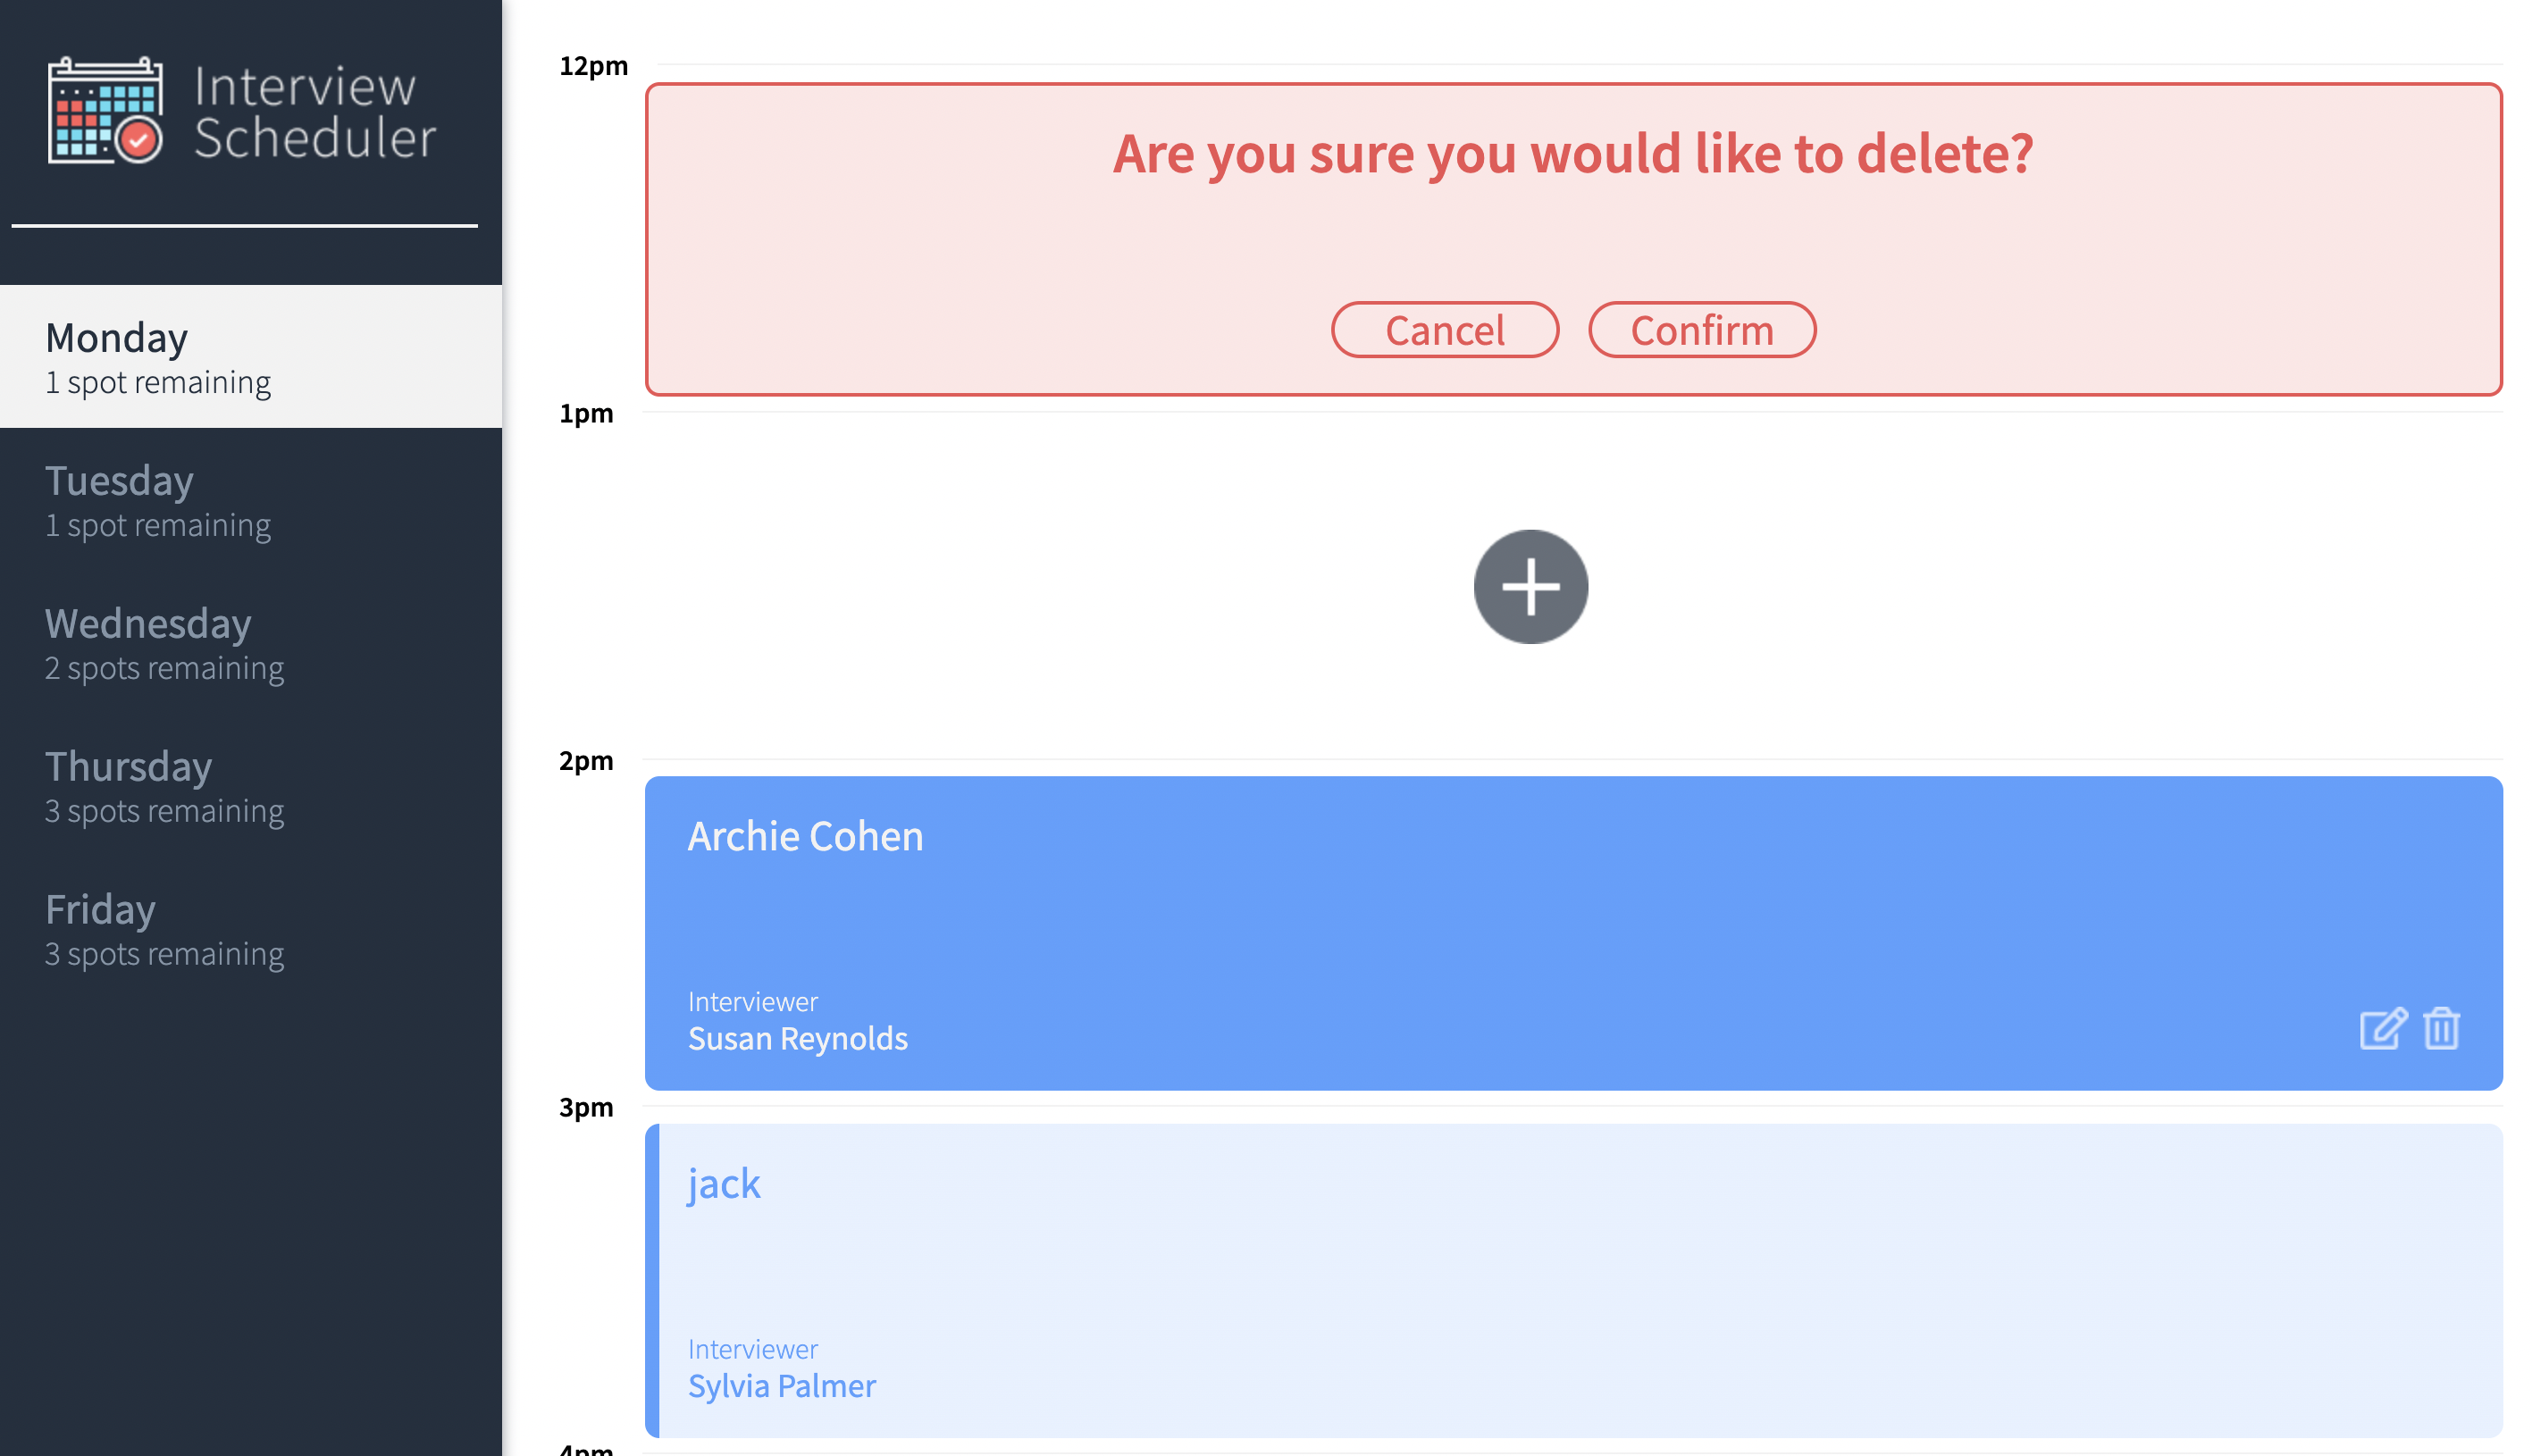 Interview
Scheduler
Monday
1 spot remaining
Tuesday
1 spot remaining
Wednesday
2 spots remaining
Thursday
3 spots remaining
Friday
3 spots remaining
12pm
Are you sure you would like to delete?
Cancel Confirm
1pm
2pm
Archie Cohen
Interviewer
Susan Reynolds
3pm
jack
Interviewer
Sylvia Palmer
4pm